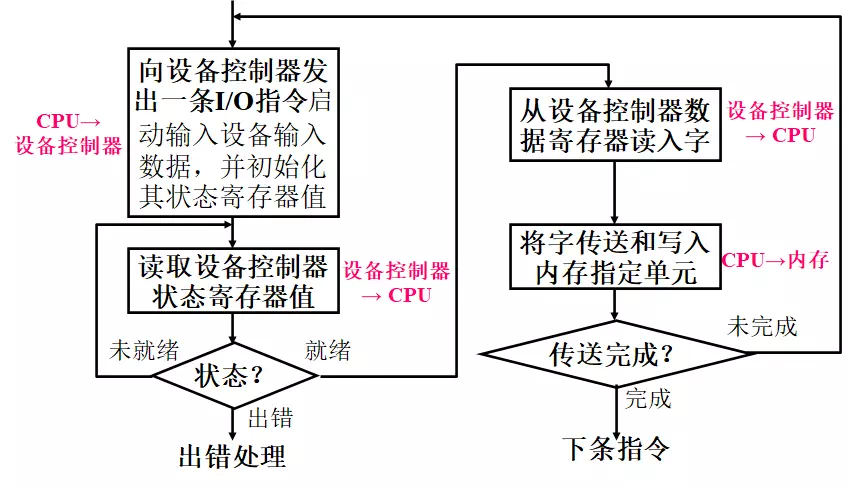 向设备控制器发
出一条I/O指令启
动输入设备输入
数据，并初始化
其状态寄存器值
CPU→
设备控制器
读取设备控制器
状态寄存器值
设备控制器
→ CPU
未就绪
就绪
状态？
出错
出错处理
从设备控制器数
据寄存器读入字
设备控制器
→ CPU
将字传送和写入
内存指定单元
CPU→内存
未完成
传送完成？
完成
下条指令